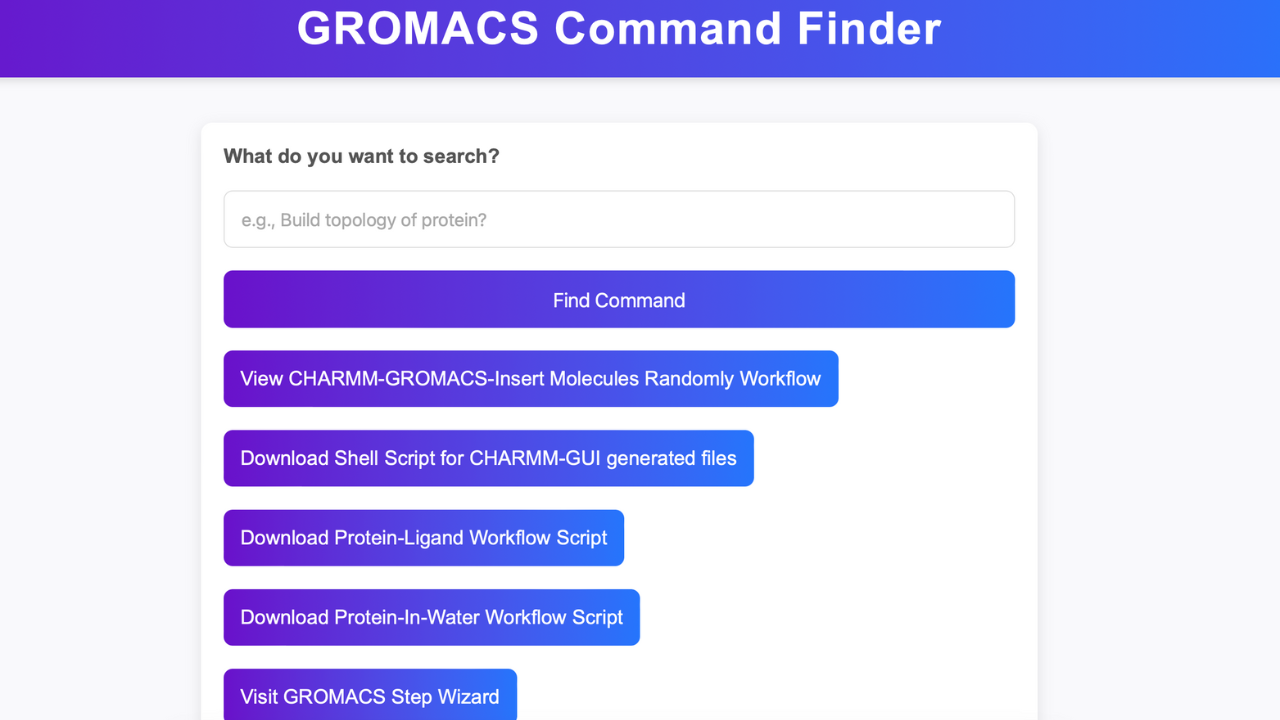 GROMACS Command Finder
What do you want to search?
e.g., Build topology of protein?
Find Command
View CHARMM-GROMACS-Insert Molecules Randomly Workflow
Download Shell Script for CHARMM-GUI generated files
Download Protein-Ligand Workflow Script
Download Protein-In-Water Workflow Script
Visit GROMACS Step Wizard